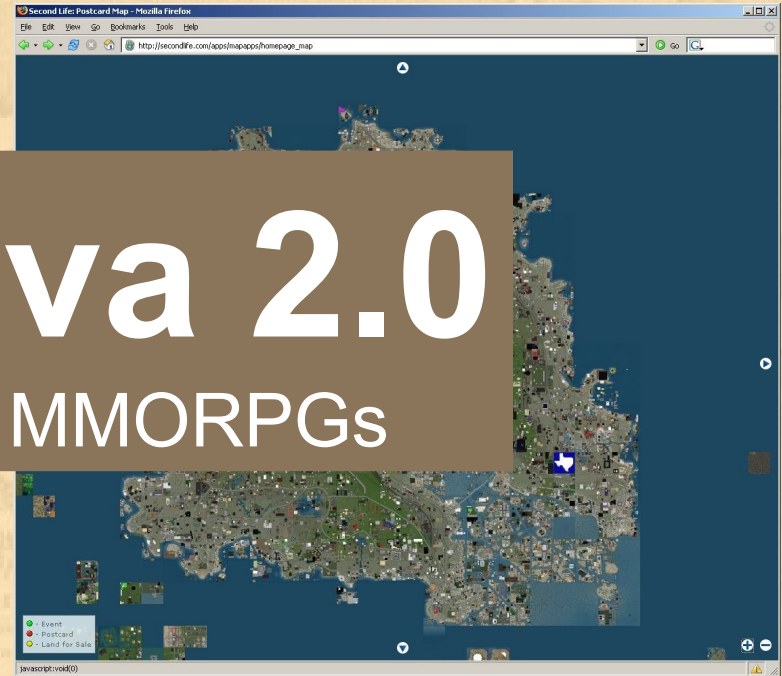 Second Life: Postcard Map - Mozilla Firefox
File Edit View Go Bookmarks Tools Help
http://secondlife.com/apps/mapapps/homepage_map
Go
va 2.0
MMORPGs
- Event
- Postcard
- Land for Sale
javascript:void(0)